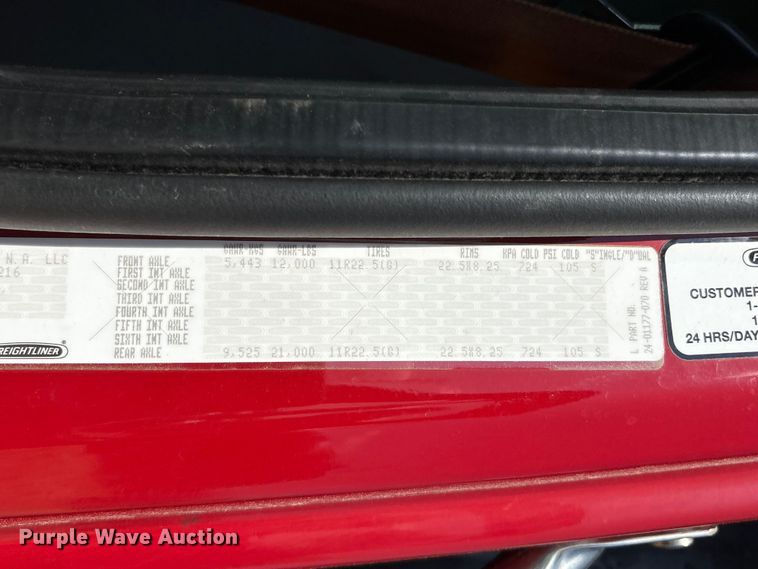 GAWR-KGS GAWR-LBS TIRES RIMS KPA COLD PSI COLD "S"INGLE/"D"UAL
N. A. LLC FRONT AXLE 5,443 12,000 11R22.5(G) 22.5X8.25 724 105 S
216 FIRST INT AXLE
SECOND INT AXLE
THIRD INT AXLE
FOURTH INT AXLE
FIFTH INT AXLE
SIXTH INT AXLE
FREIGHTLINER REAR AXLE 9,525 21,000 11R22.5(G) 22.5X8.25 724 105 S
L PART NO.
24-01177-070 REV A
CUSTOMER
1-
1
24 HRS/DAY
Purple Wave Auction